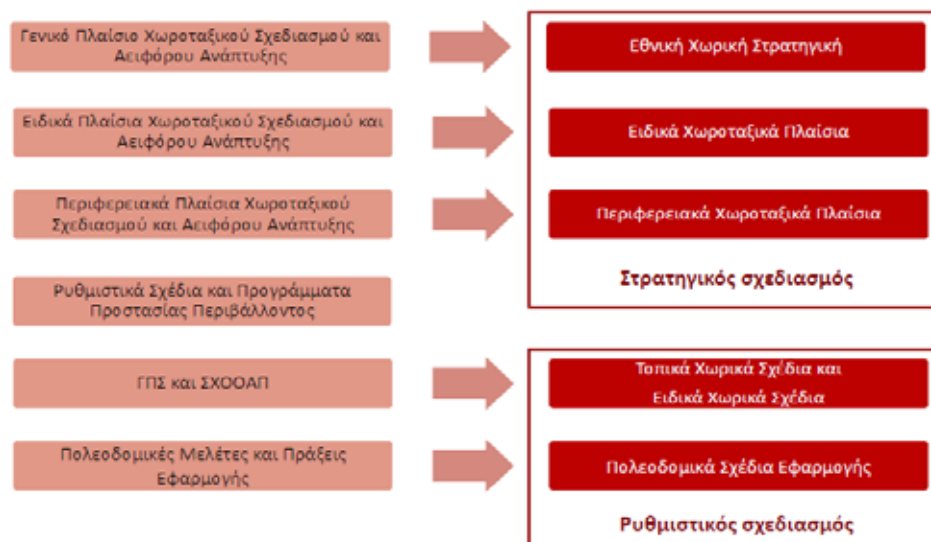 Γενικό Πλαίσιο Χωροταξικού Σχεδιασμού και
Αειφόρου Ανάπτυξης
Εθνική Χωρική Στρατηγική
Ειδικά Πλαίσια Χωροταξικού Σχεδιασμού και
Αειφόρου Ανάπτυξης
Ειδικά Χωροταξικά Πλαίσια
Περιφερειακά Πλαίσια Χωροταξικού
Σχεδιασμού και Αειφόρου Ανάπτυξης
Περιφερειακά Χωροταξικά Πλαίσια
Στρατηγικός σχεδιασμός
Ρυθμιστικά Σχέδια και Προγράμματα
Προστασίας Περιβάλλοντος
ΓΠΣ και ΣΧΟΟΑΠ
Τοπικά Χωρικά Σχέδια και
Ειδικά Χωρικά Σχέδια
Πολεοδομικές Μελέτες και Πράξεις
Εφαρμογής
Πολεοδομικά Σχέδια Εφαρμογής
Ρυθμιστικός σχεδιασμός